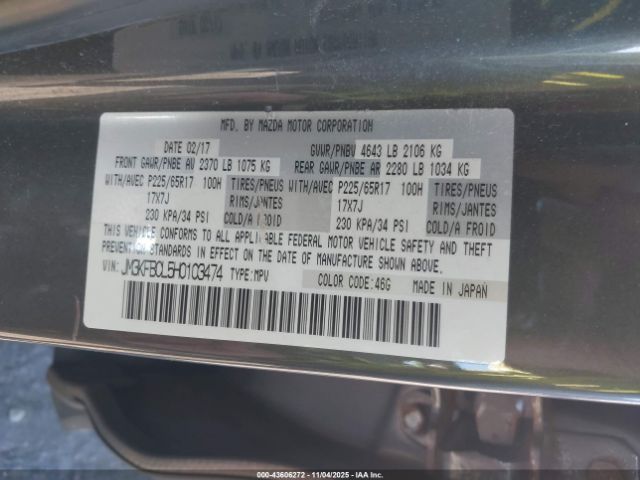 MFD. BY MAZDA MOTOR CORPORATION
DATE 02/17 GVWR/PNBV 4643 LB 2106 KG
FRONT GAWR/PNBE AV 2370 LB 1075 KG REAR GAWR/PNBE AR 2280 LB 1034 KG
WITH/AVEC P225/65R17 100H TIRES/PNEUS WITH/AVEC P225/65R17 100H TIRES/PNEUS
17X7J RIMS/JANTES 17X7J RIMS/JANTES
230 KPA/34 PSI COLD/A FROID 230 KPA/34 PSI COLD/A FROID
THIS VEHICLE CONFORMS TO ALL APPLICABLE FEDERAL MOTOR VEHICLE SAFETY AND THEFT
PREVENTION STANDARDS IN EFFECT ON THE DATE OF MANUFACTURE SHOWN ABOVE.
VIN: JM3KFBCL5H0103474 TYPE:MPV COLOR CODE:46G MADE IN JAPAN
000-43606272 - 11/04/2025 - IAAI.com